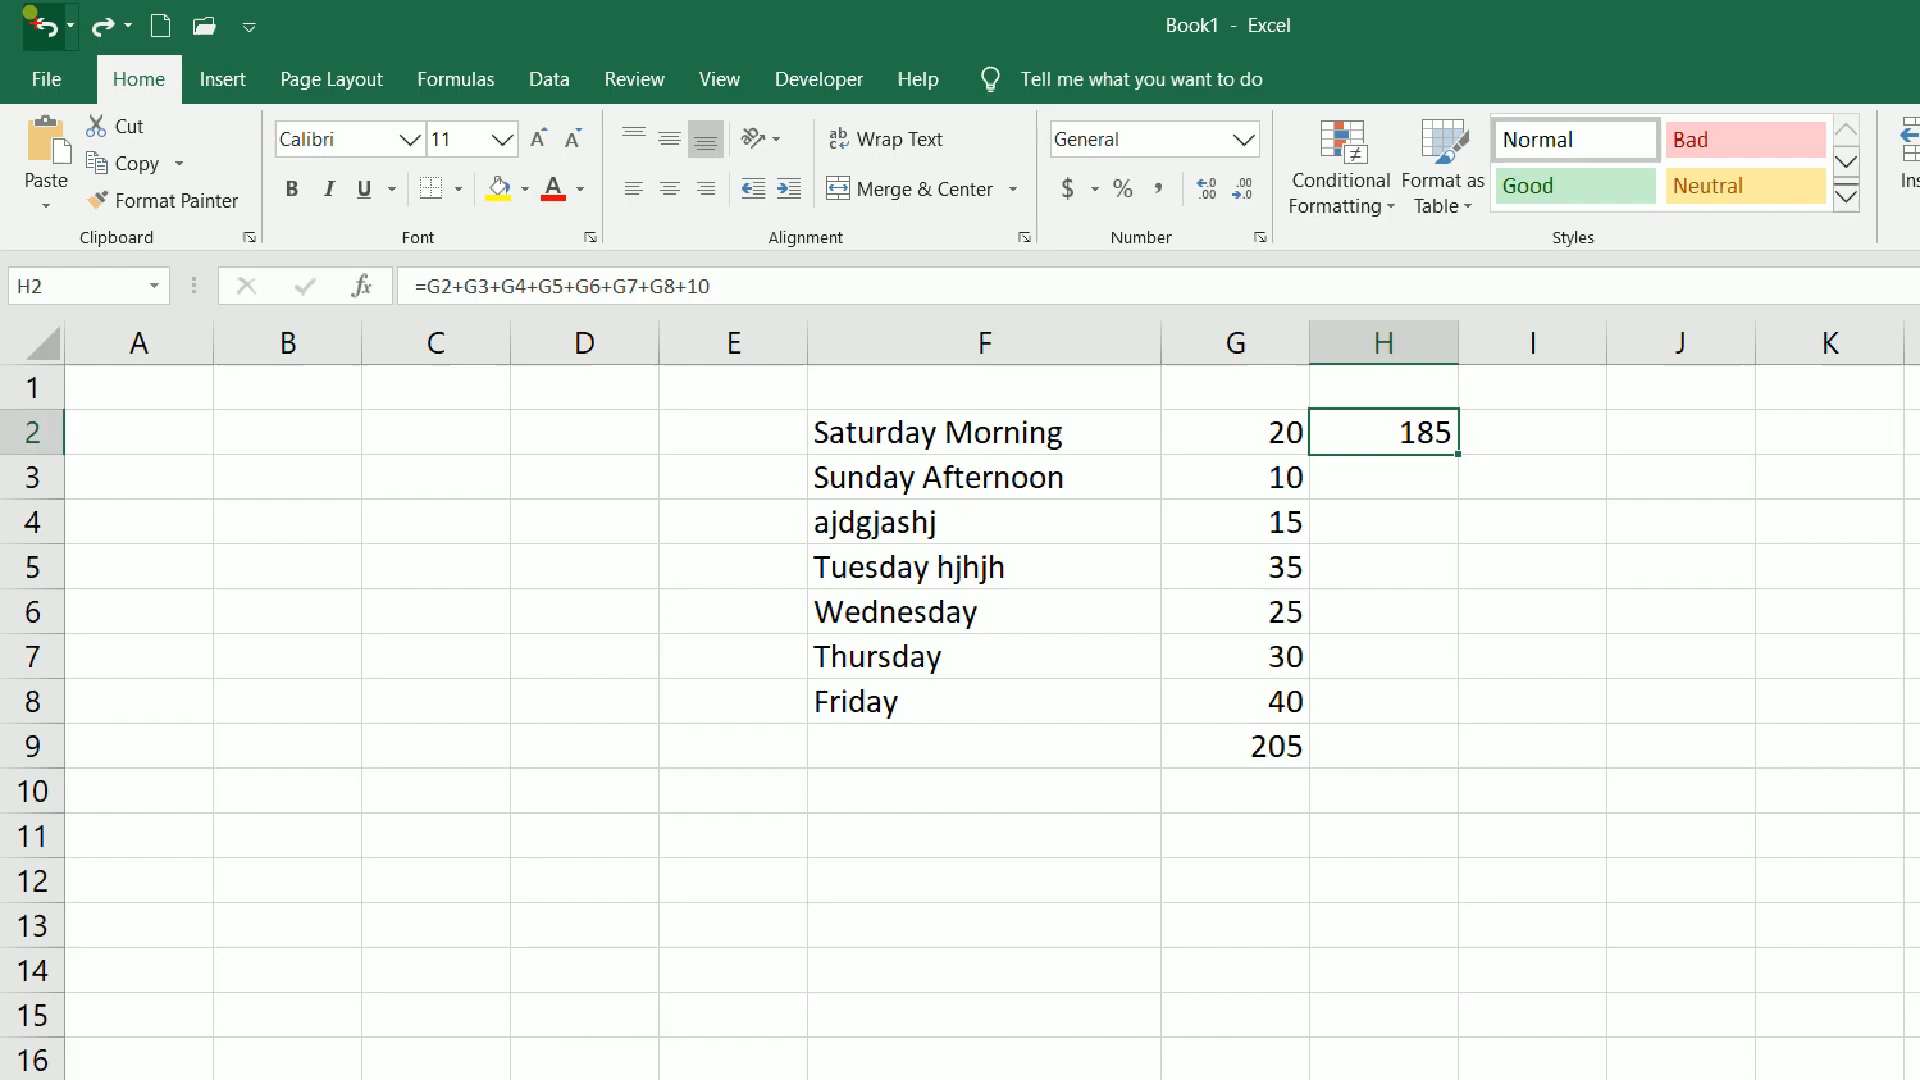 Book1 - Excel
File Home Insert Page Layout Formulas Data Review View Developer Help Tell me what you want to do
Paste
Cut
Copy
Format Painter
Clipboard
Calibri 11
B I U A
Font
ab Wrap Text
Merge & Center
Alignment
General
$ % ,
Number
Conditional Formatting
Format as Table
Normal Bad
Good Neutral
Styles
H2 fx =G2+G3+G4+G5+G6+G7+G8+10
A B C D E F G H I J K
1
2 Saturday Morning 20 185
3 Sunday Afternoon 10
4 ajdgjashj 15
5 Tuesday hjhjh 35
6 Wednesday 25
7 Thursday 30
8 Friday 40
9 205
10
11
12
13
14
15
16